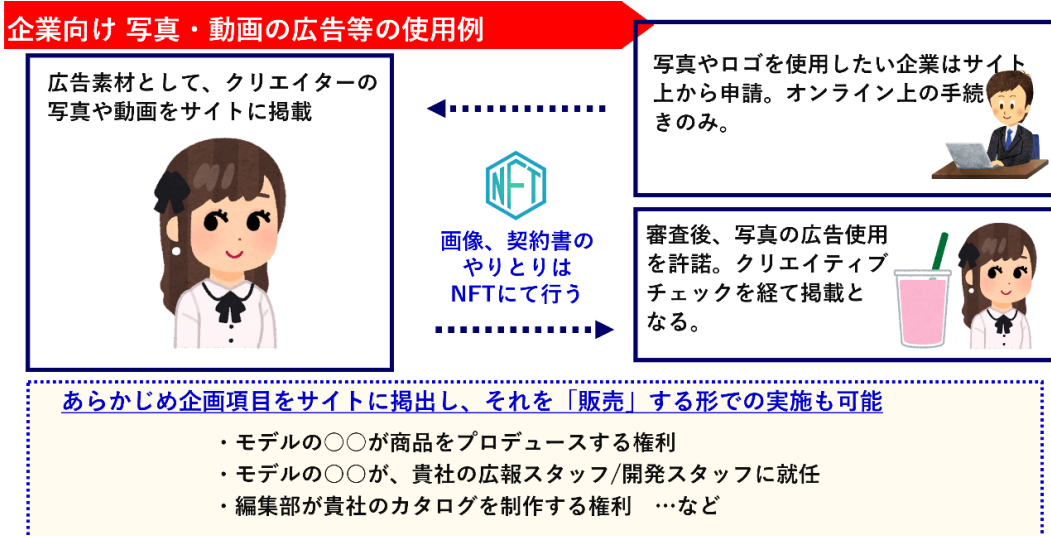 企業向け 写真・動画の広告等の使用例
広告素材として、クリエイターの
写真や動画をサイトに掲載
写真やロゴを使用したい企業はサイト
上から申請。オンライン上の手続
きのみ。
NFT
画像、契約書の
やりとりは
NFTにて行う
審査後、写真の広告使用
を許諾。クリエイティブ
チェックを経て掲載と
なる。
あらかじめ企画項目をサイトに掲出し、それを「販売」する形での実施も可能
・モデルの〇〇が商品をプロデュースする権利
・モデルの〇〇が、貴社の広報スタッフ/開発スタッフに就任
・編集部が貴社のカタログを制作する権利　…など